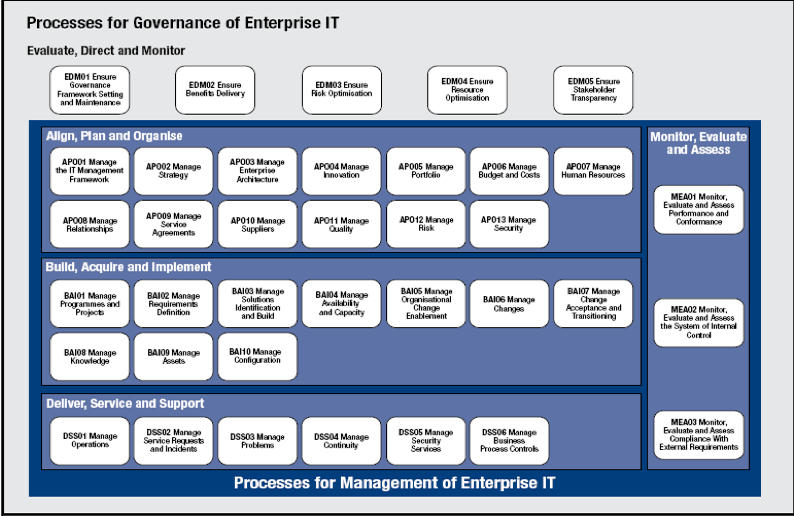 Processes for Governance of Enterprise IT
Evaluate, Direct and Monitor
EDM01 Ensure
Governance
Framework Setting
and Maintenance
EDM02 Ensure
Benefits Delivery
EDM03 Ensure
Risk Optimisation
EDM04 Ensure
Resource
Optimisation
EDM05 Ensure
Stakeholder
Transparency
Align, Plan and Organise
APO01 Manage
the IT Management
Framework
APO02 Manage
Strategy
APO03 Manage
Enterprise
Architecture
APO04 Manage
Innovation
APO05 Manage
Portfolio
APO06 Manage
Budget and Costs
APO07 Manage
Human Resources
APO08 Manage
Relationships
APO09 Manage
Service
Agreements
APO10 Manage
Suppliers
APO11 Manage
Quality
APO12 Manage
Risk
APO13 Manage
Security
Build, Acquire and Implement
BAI01 Manage
Programmes and
Projects
BAI02 Manage
Requirements
Definition
BAI03 Manage
Solutions
Identification
and Build
BAI04 Manage
Availability
and Capacity
BAI05 Manage
Organisational
Change
Enablement
BAI06 Manage
Changes
BAI07 Manage
Change
Acceptance and
Transitioning
BAI08 Manage
Knowledge
BAI09 Manage
Assets
BAI10 Manage
Configuration
Deliver, Service and Support
DSS01 Manage
Operations
DSS02 Manage
Service Requests
and Incidents
DSS03 Manage
Problems
DSS04 Manage
Continuity
DSS05 Manage
Security
Services
DSS06 Manage
Business
Process Controls
Monitor, Evaluate
and Assess
MEA01 Monitor,
Evaluate and Assess
Performance and
Conformance
MEA02 Monitor,
Evaluate and Assess
the System of Internal
Control
MEA03 Monitor,
Evaluate and Assess
Compliance With
External Requirements
Processes for Management of Enterprise IT